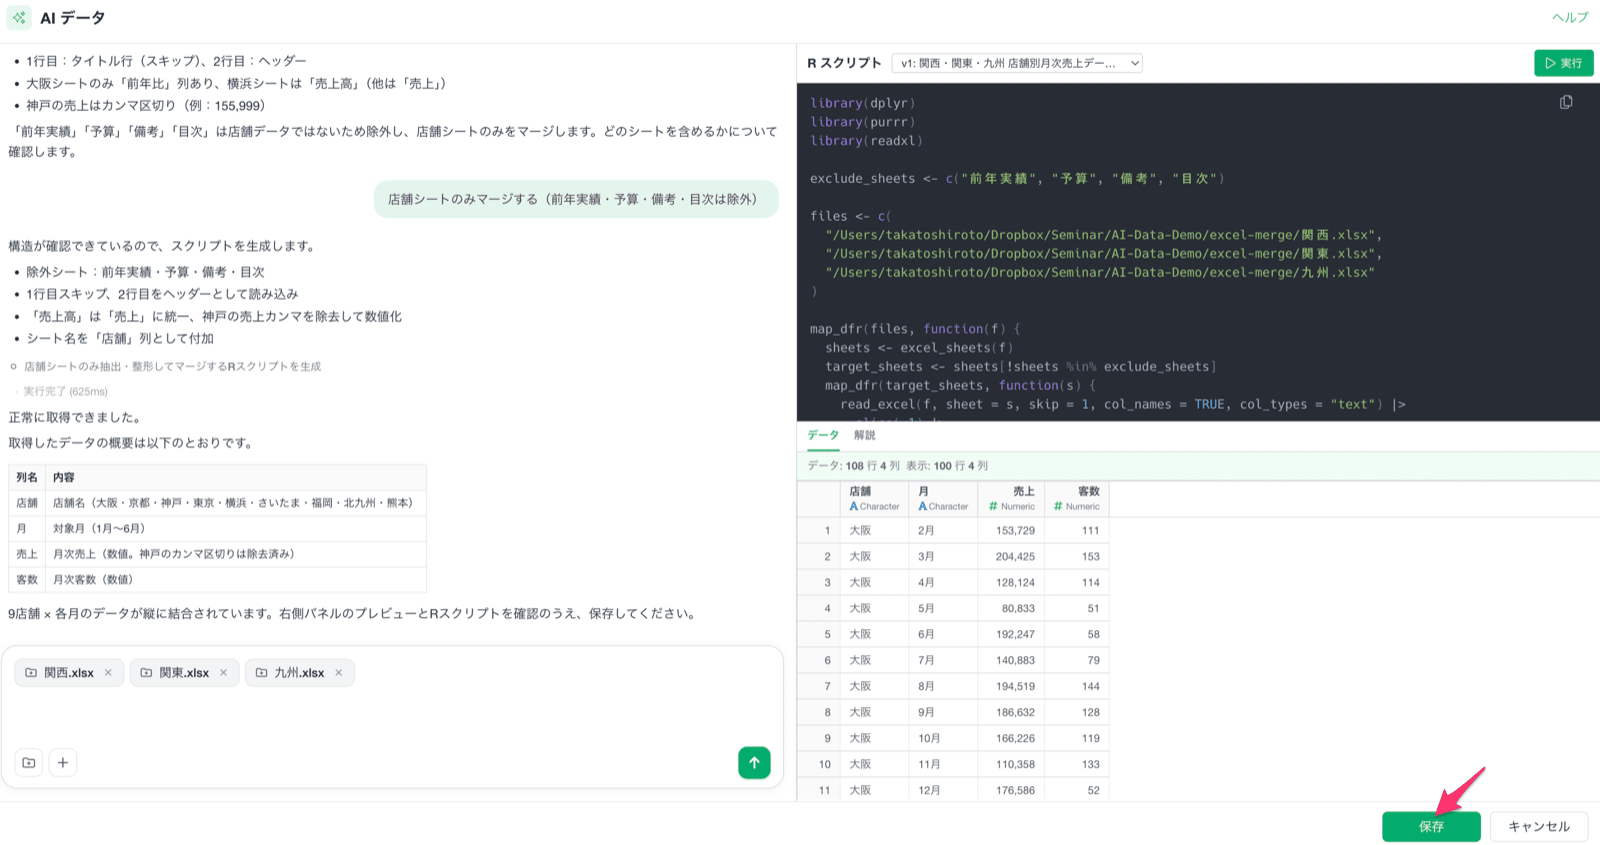 AI データ
ヘルプ
1行目：タイトル行（スキップ）、2行目：ヘッダー
大阪シートのみ「前年比」列あり、横浜シートは「売上高」（他は「売上」）
神戸の売上はカンマ区切り（例：155,999）
「前年実績」「予算」「備考」「目次」は店舗データではないため除外し、店舗シートのみをマージします。どのシートを含めるかについて
確認します。
店舗シートのみマージする（前年実績・予算・備考・目次は除外）
構造が確認できているので、スクリプトを生成します。
除外シート：前年実績・予算・備考・目次
1行目スキップ、2行目をヘッダーとして読み込み
「売上高」は「売上」に統一、神戸の売上カンマを除去して数値化
シート名を「店舗」列として付加
店舗シートのみ抽出・整形してマージするRスクリプトを生成
実行完了 (625ms)
正常に取得できました。
取得したデータの概要は以下のとおりです。
列名 内容
店舗 店舗名（大阪・京都・神戸・東京・横浜・さいたま・福岡・北九州・熊本）
月 対象月（1月〜6月）
売上 月次売上（数値。神戸のカンマ区切りは除去済み）
客数 月次客数（数値）
9店舗 × 各月のデータが縦に結合されています。右側パネルのプレビューとRスクリプトを確認のうえ、保存してください。
関西.xlsx ×
関東.xlsx ×
九州.xlsx ×
R スクリプト
v1: 関西・関東・九州 店舗別月次売上デー...
実行
library(dplyr)
library(purrr)
library(readxl)
exclude_sheets <- c("前年実績", "予算", "備考", "目次")
files <- c(
"/Users/takatoshiroto/Dropbox/Seminar/AI-Data-Demo/excel-merge/関西.xlsx",
"/Users/takatoshiroto/Dropbox/Seminar/AI-Data-Demo/excel-merge/関東.xlsx",
"/Users/takatoshiroto/Dropbox/Seminar/AI-Data-Demo/excel-merge/九州.xlsx"
)
map_dfr(files, function(f) {
sheets <- excel_sheets(f)
target_sheets <- sheets[!sheets %in% exclude_sheets]
map_dfr(target_sheets, function(s) {
read_excel(f, sheet = s, skip = 1, col_names = TRUE, col_types = "text") |>
データ 解説
データ: 108 行 4 列 表示: 100 行 4 列
店舗 月 売上 客数
A Character A Character # Numeric # Numeric
1 大阪 2月 153,729 111
2 大阪 3月 204,425 153
3 大阪 4月 128,124 114
4 大阪 5月 80,833 51
5 大阪 6月 192,247 58
6 大阪 7月 140,883 79
7 大阪 8月 194,519 144
8 大阪 9月 186,632 128
9 大阪 10月 166,226 119
10 大阪 11月 110,358 133
11 大阪 12月 176,586 52
保存
キャンセル